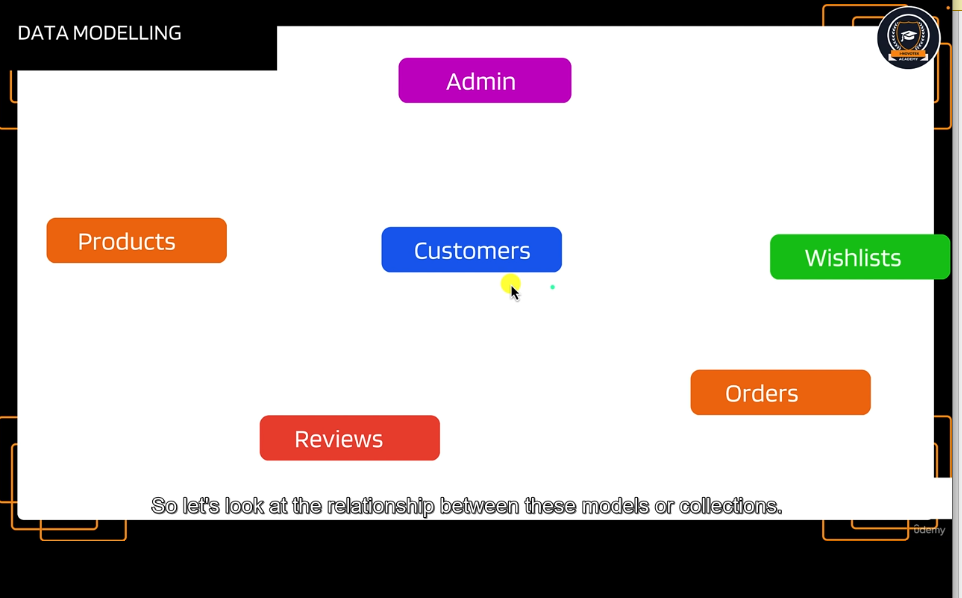 DATA MODELLING
Admin
Products
Customers
Wishlists
Orders
Reviews
So let's look at the relationship between these models or collections.
ûdemy